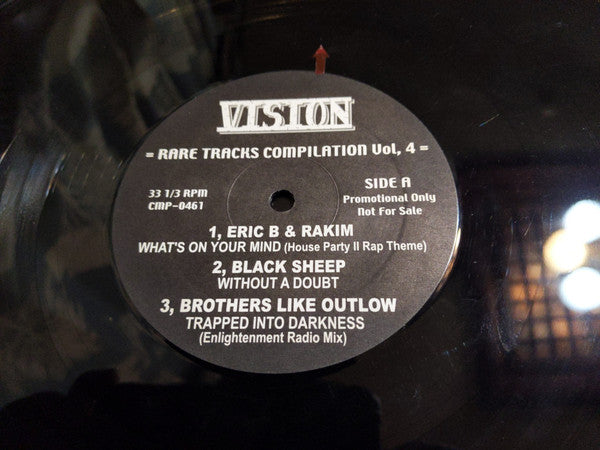 VISION
= RARE TRACKS COMPILATION Vol, 4 =
33 1/3 RPM
CMP-0461
SIDE A
Promotional Only
Not For Sale
1, ERIC B & RAKIM
WHAT'S ON YOUR MIND (House Party II Rap Theme)
2, BLACK SHEEP
WITHOUT A DOUBT
3, BROTHERS LIKE OUTLOW
TRAPPED INTO DARKNESS
(Enlightenment Radio Mix)